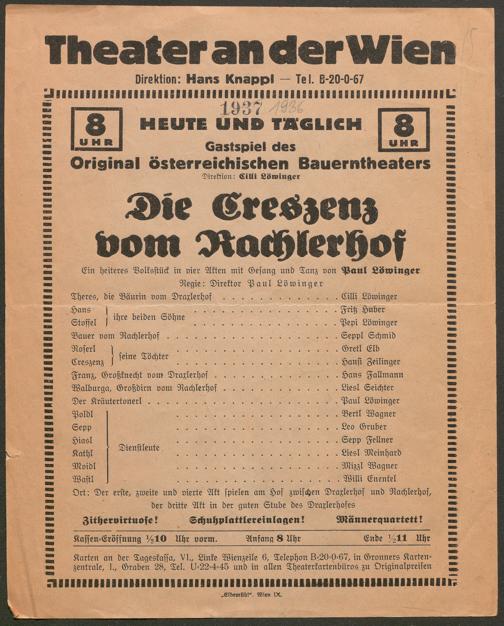 15
Theater an der Wien
Direktion: Hans Knappl — Tel. B-20-0-67
1937 1936
8 UHR HEUTE UND TÄGLICH 8 UHR
Gastspiel des
Original österreichischen Bauerntheaters
Direktion: Cilli Löwinger
Die Creszenz
vom Rachlerhof
Ein heiteres Volksstück in vier Akten mit Gesang und Tanz von Paul Löwinger
Regie: Direktor Paul Löwinger
Theres, die Bäurin vom Draxlerhof . . . Cilli Löwinger
Hans } ihre beiden Söhne . . . Fritz Huber
Stoffel } . . . Pepi Löwinger
Bauer vom Rachlerhof . . . Seppl Schmid
Roserl } seine Töchter . . . Gretl Elb
Creszenz } . . . Hansi Zeilinger
Franz, Großknecht vom Draxlerhof . . . Hans Fallmann
Walburga, Großdirn vom Rachlerhof . . . Liesl Seichter
Der Kräutertonerl . . . Paul Löwinger
Poldl } . . . Bertl Wagner
Sepp } . . . Leo Gruber
Hiasl } Dienstleute . . . Sepp Fellner
Kathl } . . . Liesl Meinhard
Moidl } . . . Mizzl Wagner
Wastl } . . . Willi Enentel
Ort: Der erste, zweite und vierte Akt spielen am Hof zwischen Draxlerhof und Rachlerhof,
der dritte Akt in der guten Stube des Draxlerhofes
Zithervirtuose! Schuhplattlereinlagen! Männerquartett!
Kassen-Eröffnung ½10 Uhr vorm. Anfang 8 Uhr Ende ½11 Uhr
Karten an der Tageskassa, VI., Linke Wienzeile 6, Telephon B-20-0-67, in Gronners Karten-
zentrale, I., Graben 28, Tel. U-22-4-45 und in allen Theaterkartenbüros zu Originalpreisen
„Elbemühl“, Wien IX.